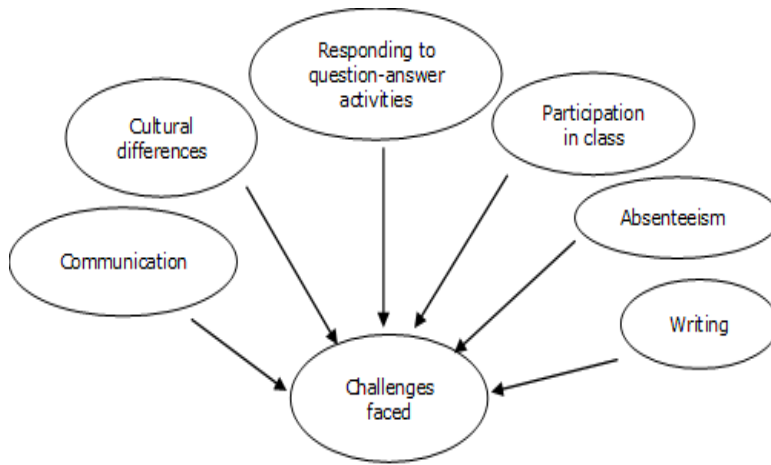 Responding to
question-answer
activities
Cultural
differences
Participation
in class
Communication
Absenteeism
Writing
Challenges
faced